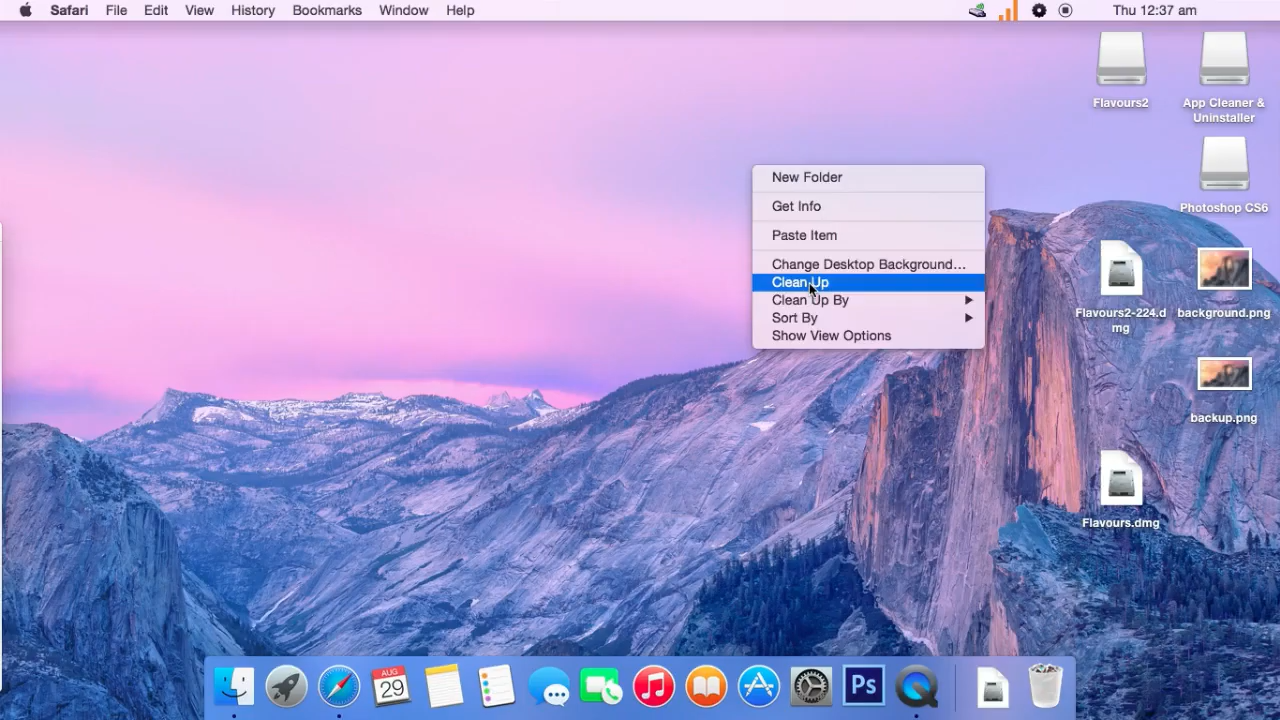 Safari File Edit View History Bookmarks Window Help Thu 12:37 am
Flavours2
App Cleaner &
Uninstaller
Photoshop CS6
New Folder
Get Info
Paste Item
Change Desktop Background...
Clean Up
Clean Up By
Sort By
Show View Options
Flavours2-224.d
mg
background.png
backup.png
Flavours.dmg
AUG
29
Ps